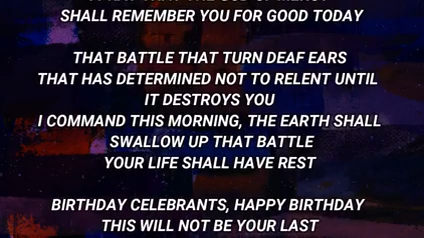 SHALL REMEMBER YOU FOR GOOD TODAY
THAT BATTLE THAT TURN DEAF EARS
THAT HAS DETERMINED NOT TO RELENT UNTIL
IT DESTROYS YOU
I COMMAND THIS MORNING, THE EARTH SHALL
SWALLOW UP THAT BATTLE
YOUR LIFE SHALL HAVE REST
BIRTHDAY CELEBRANTS, HAPPY BIRTHDAY
THIS WILL NOT BE YOUR LAST